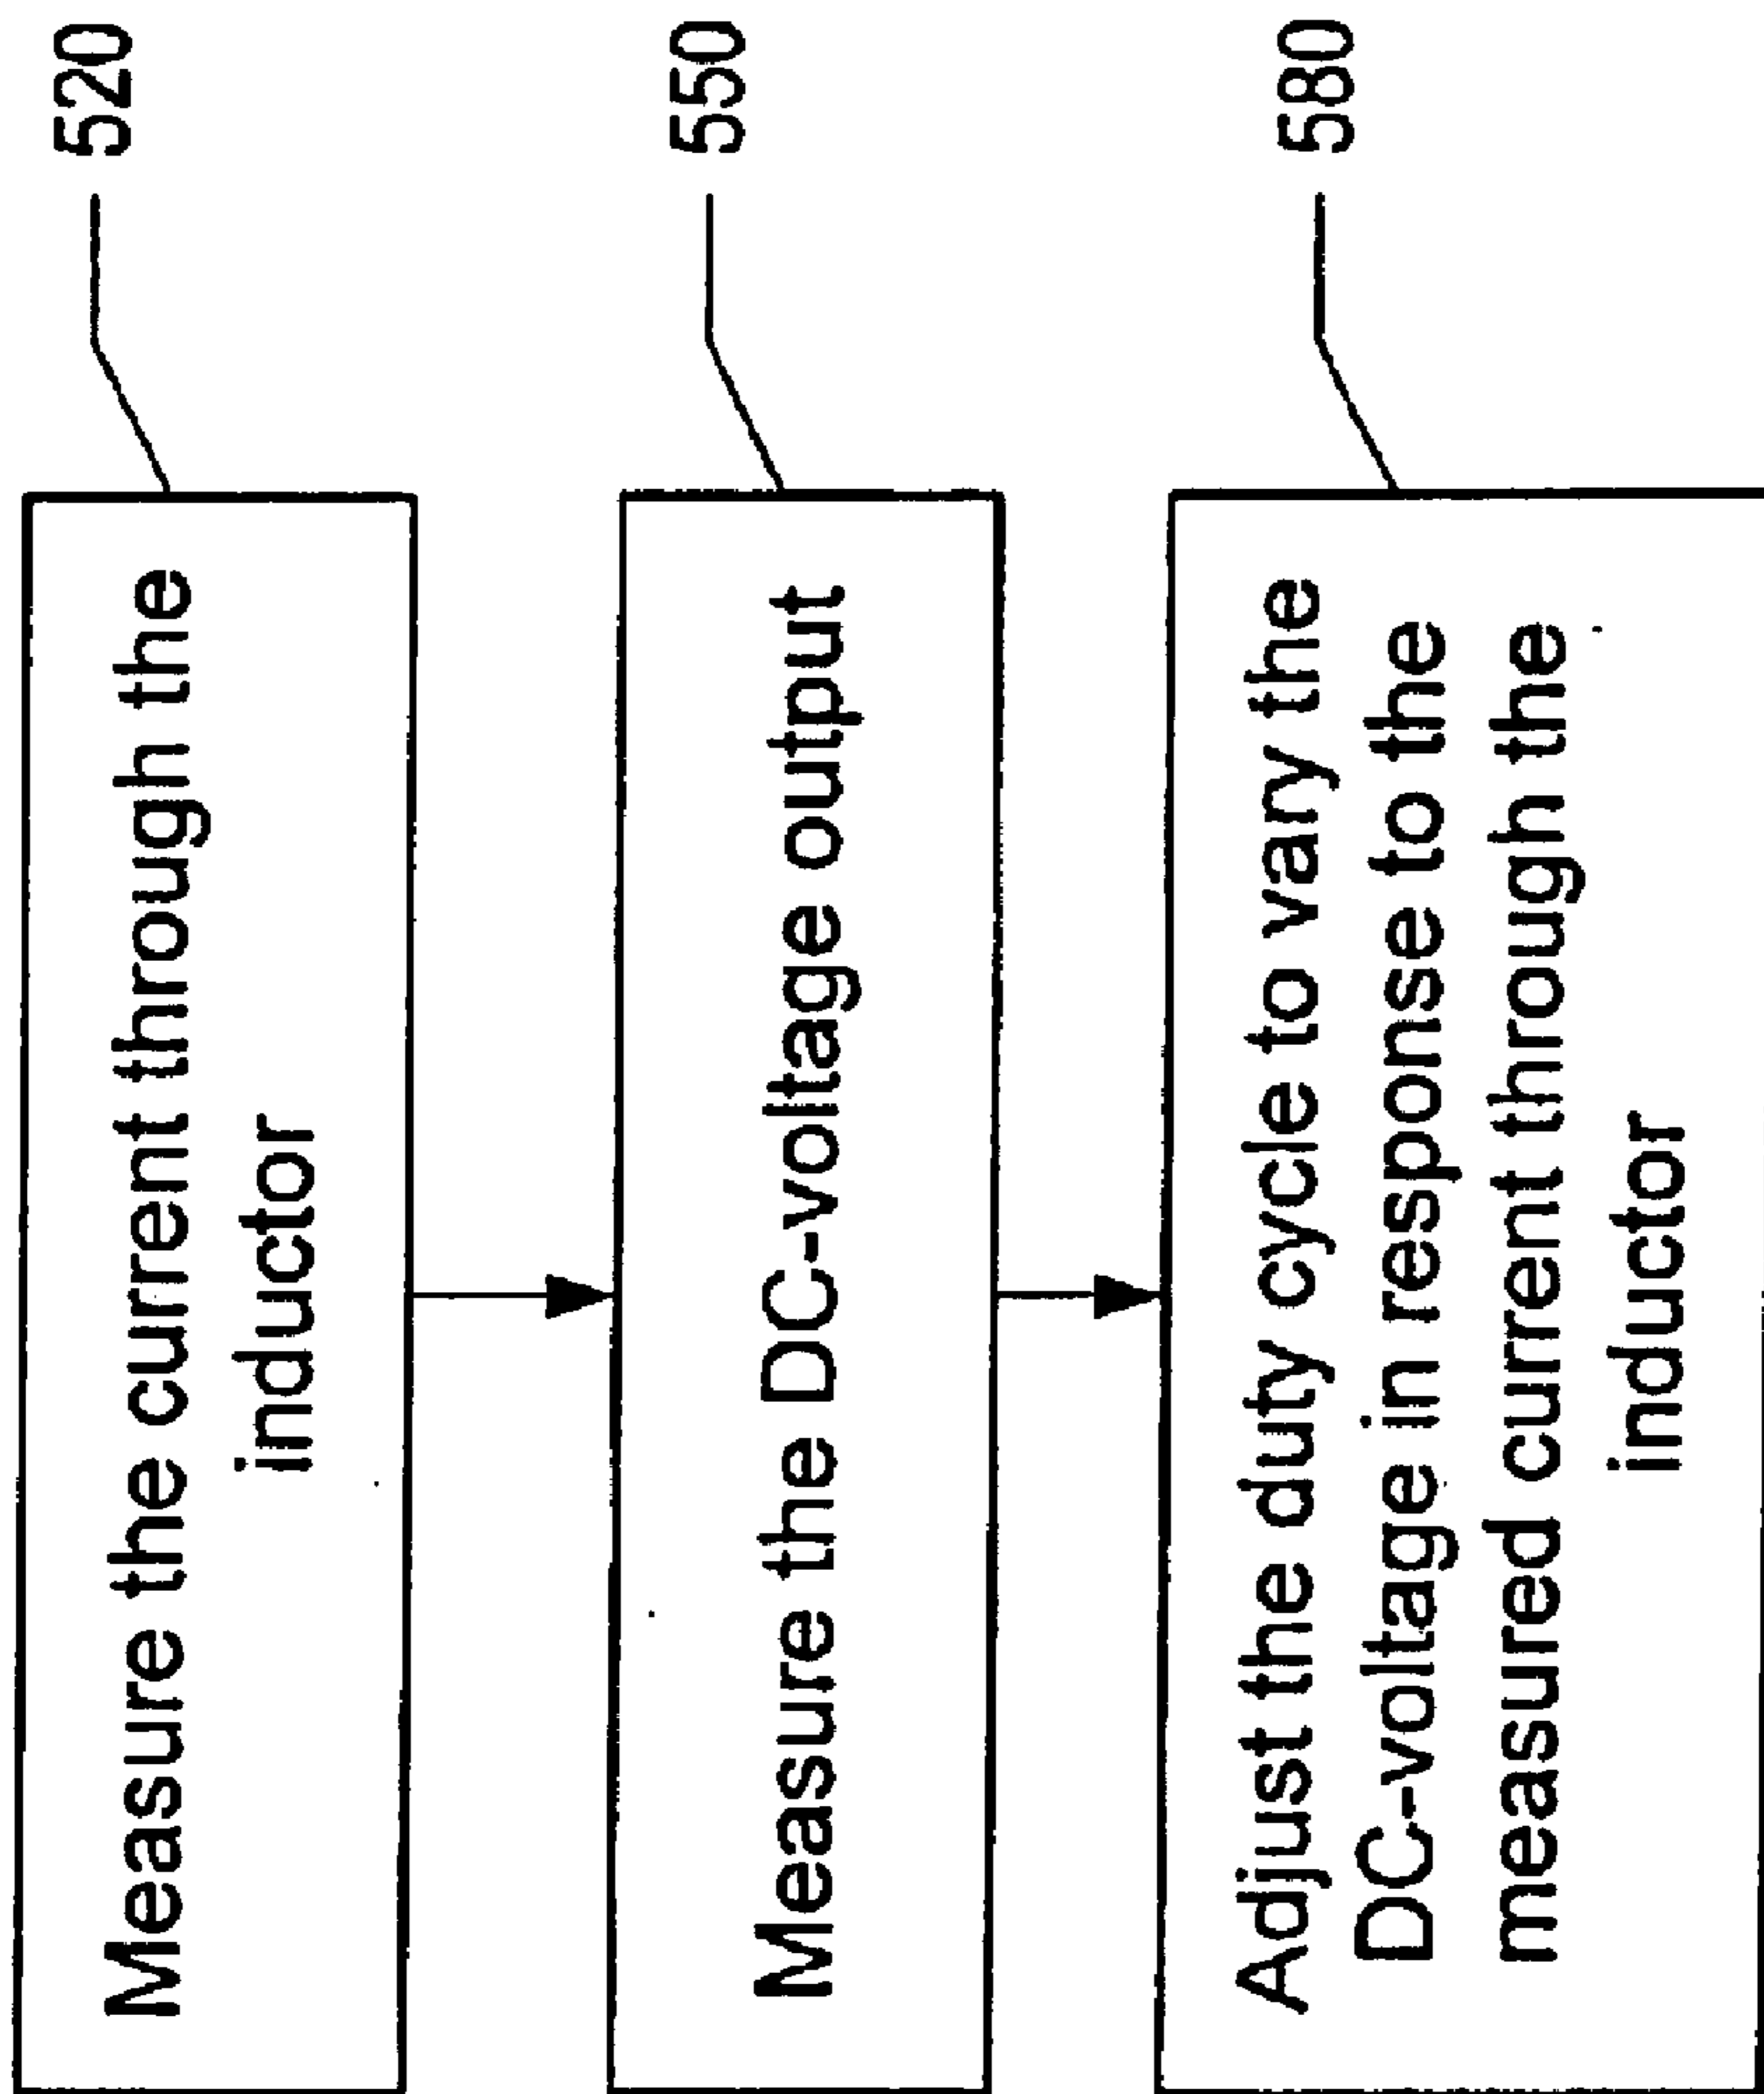 Measure the current through the
inductor
520
Measure the DC-voltage output
550
Adjust the duty cycle to vary the
DC-voltage in response to the
measured current through the
inductor
580